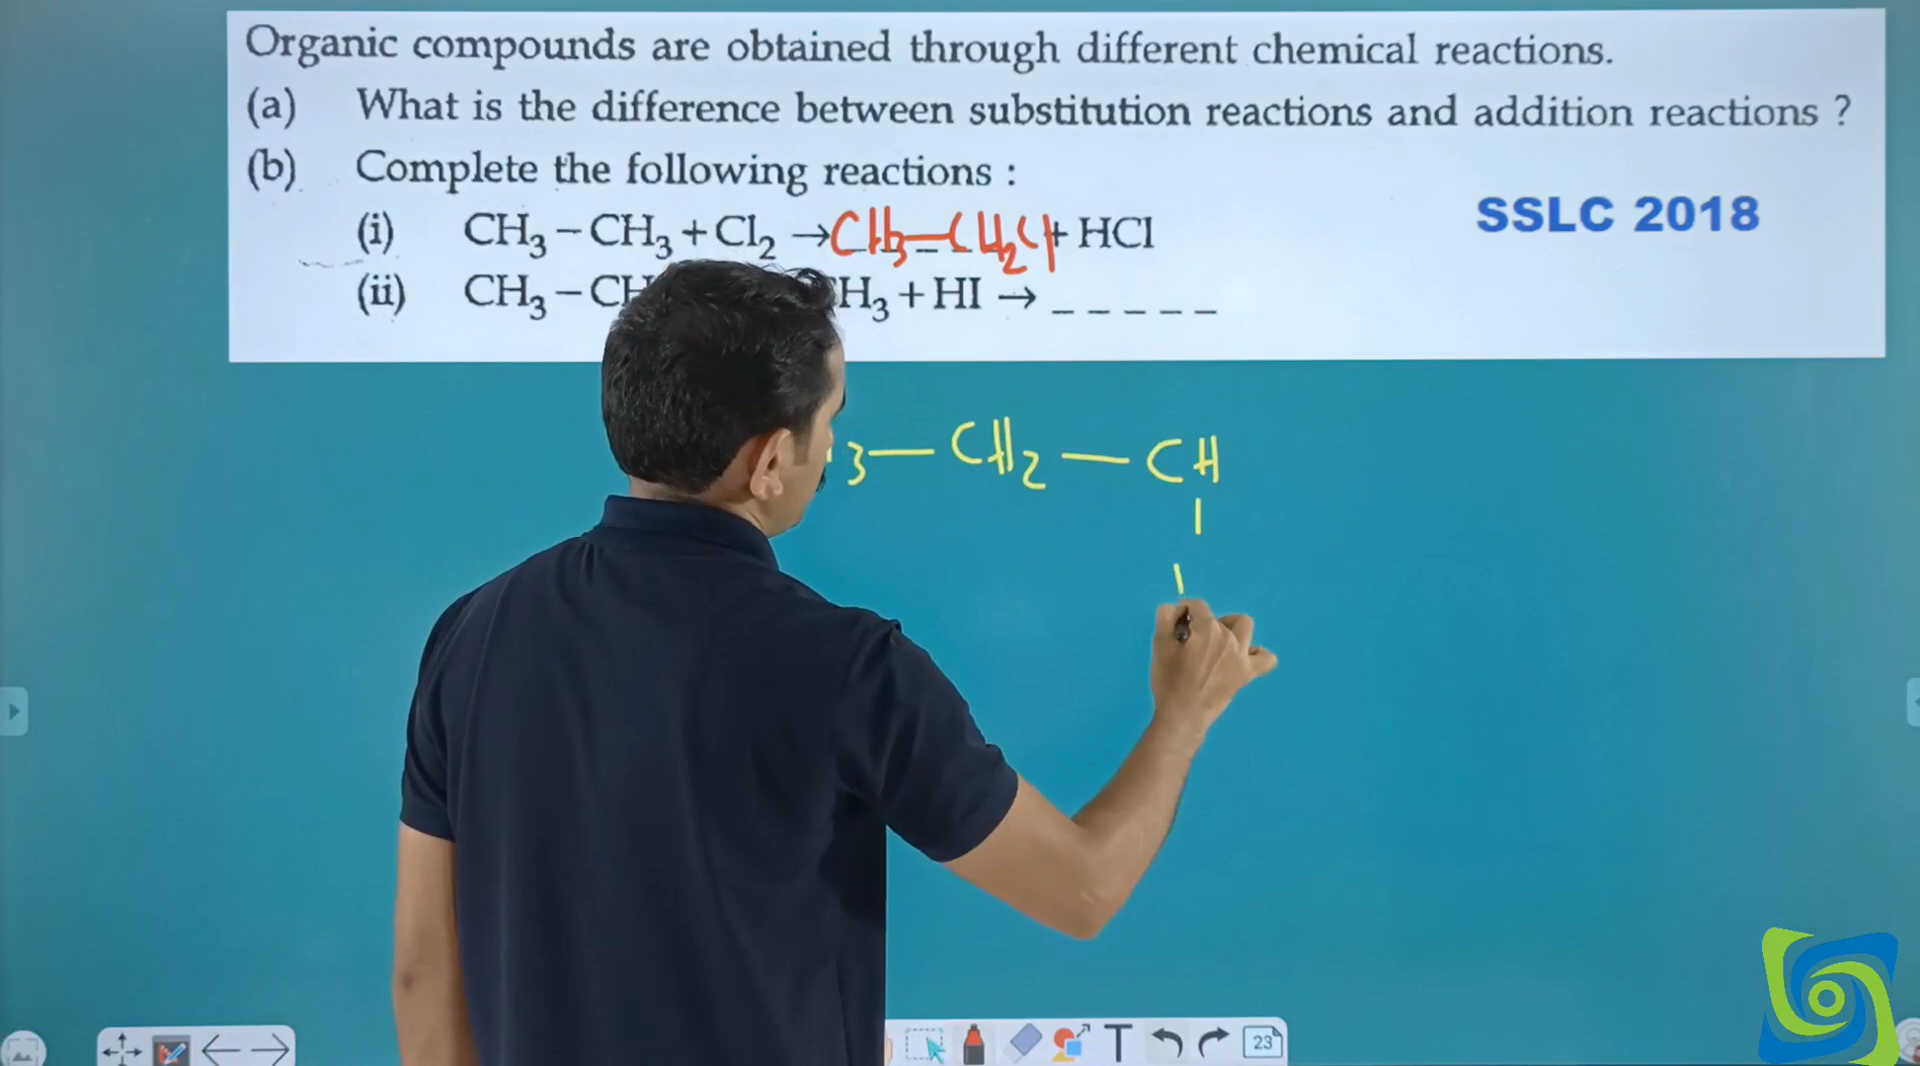 Organic compounds are obtained through different chemical reactions.
(a) What is the difference between substitution reactions and addition reactions ?
(b) Complete the following reactions :
SSLC 2018
(i) CH₃ – CH₃ + Cl₂ → CH₃—CH₂Cl + HCl
(ii) CH₃ – CH H₃ + HI → _ _ _ _ _
3 — CH₂ — CH
|
T
23